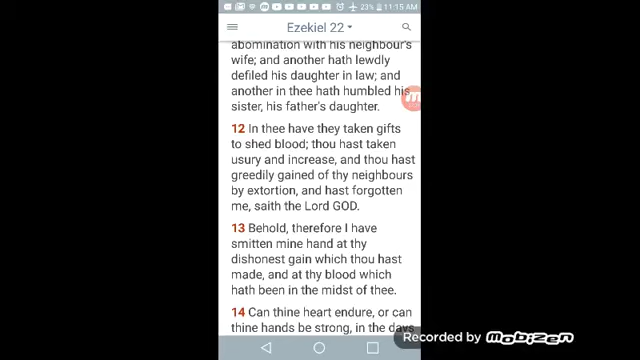 23% 11:15 AM
Ezekiel 22
abomination with his neighbour's
wife; and another hath lewdly
defiled his daughter in law; and
another in thee hath humbled his
sister, his father's daughter.
12 In thee have they taken gifts
to shed blood; thou hast taken
usury and increase, and thou hast
greedily gained of thy neighbours
by extortion, and hast forgotten
me, saith the Lord GOD.
13 Behold, therefore I have
smitten mine hand at thy
dishonest gain which thou hast
made, and at thy blood which
hath been in the midst of thee.
14 Can thine heart endure, or can
thine hands be strong, in the days
Recorded by mobizen